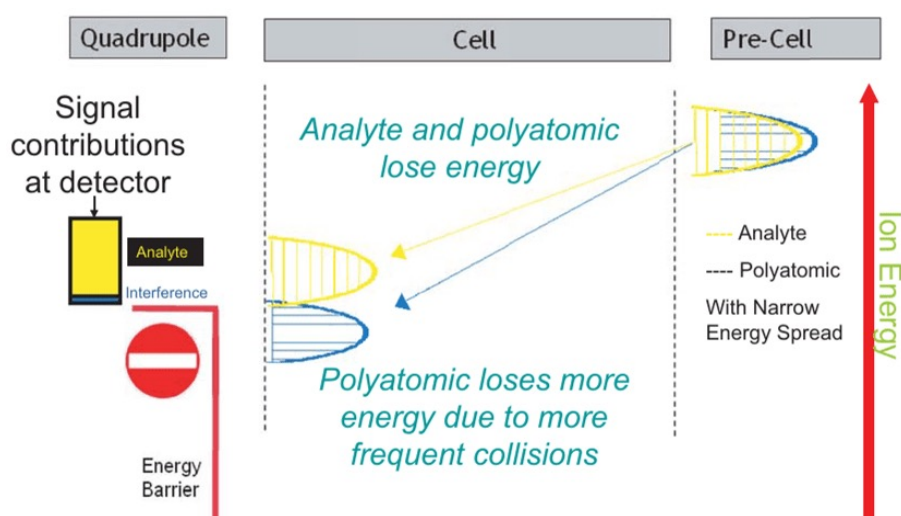 Quadrupole
Cell
Pre-Cell
Signal
contributions
at detector
Analyte
Interference
Energy
Barrier
Analyte and polyatomic
lose energy
Polyatomic loses more
energy due to more
frequent collisions
---- Analyte
---- Polyatomic
With Narrow
Energy Spread
Ion Energy